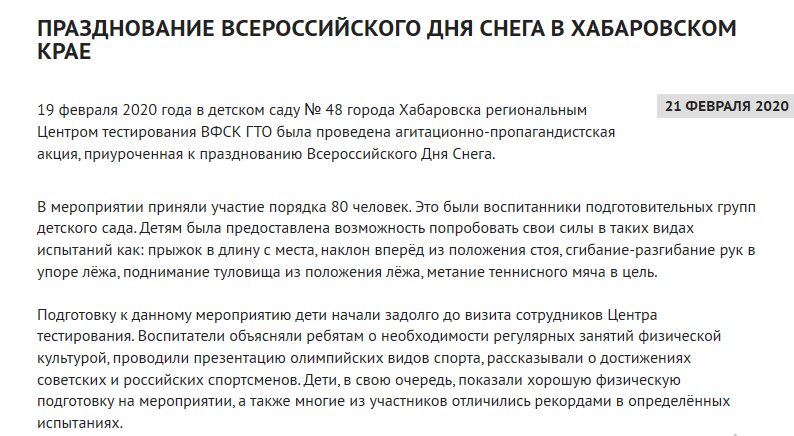 ПРАЗДНОВАНИЕ ВСЕРОССИЙСКОГО ДНЯ СНЕГА В ХАБАРОВСКОМ
КРАЕ
21 ФЕВРАЛЯ 2020
19 февраля 2020 года в детском саду № 48 города Хабаровска региональным
Центром тестирования ВФСК ГТО была проведена агитационно-пропагандистская
акция, приуроченная к празднованию Всероссийского Дня Снега.
В мероприятии приняли участие порядка 80 человек. Это были воспитанники подготовительных групп
детского сада. Детям была предоставлена возможность попробовать свои силы в таких видах
испытаний как: прыжок в длину с места, наклон вперёд из положения стоя, сгибание-разгибание рук в
упоре лёжа, поднимание туловища из положения лёжа, метание теннисного мяча в цель.
Подготовку к данному мероприятию дети начали задолго до визита сотрудников Центра
тестирования. Воспитатели объясняли ребятам о необходимости регулярных занятий физической
культурой, проводили презентацию олимпийских видов спорта, рассказывали о достижениях
советских и российских спортсменов. Дети, в свою очередь, показали хорошую физическую
подготовку на мероприятии, а также многие из участников отличились рекордами в определённых
испытаниях.